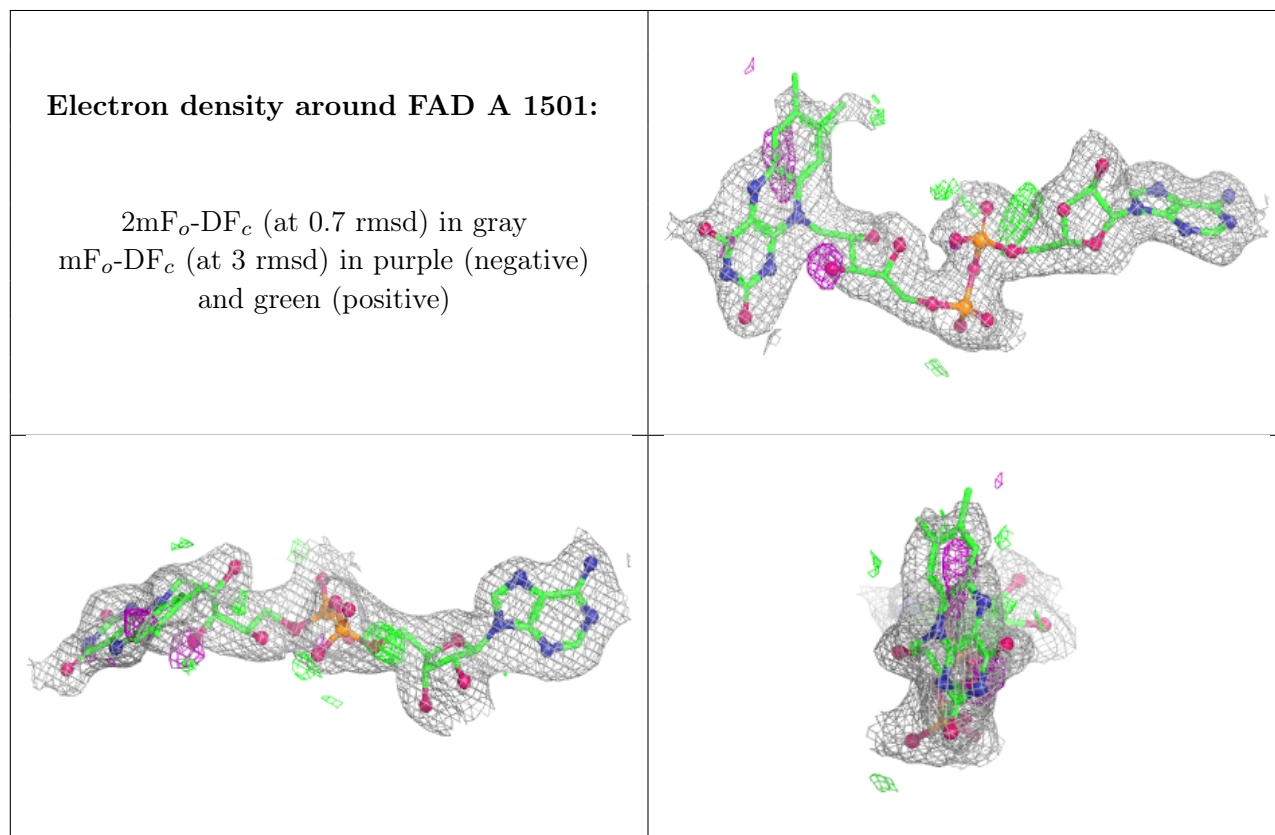 Electron density around FAD A 1501:
2mFo-DFc (at 0.7 rmsd) in gray
mFo-DFc (at 3 rmsd) in purple (negative)
and green (positive)